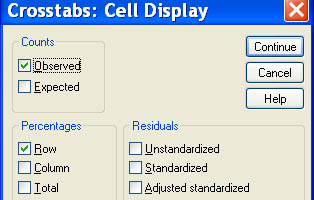 Crosstabs: Cell Display
Counts
Observed
Expected
Continue
Cancel
Help
Percentages
Row
Column
Total
Residuals
Unstandardized
Standardized
Adjusted standardized